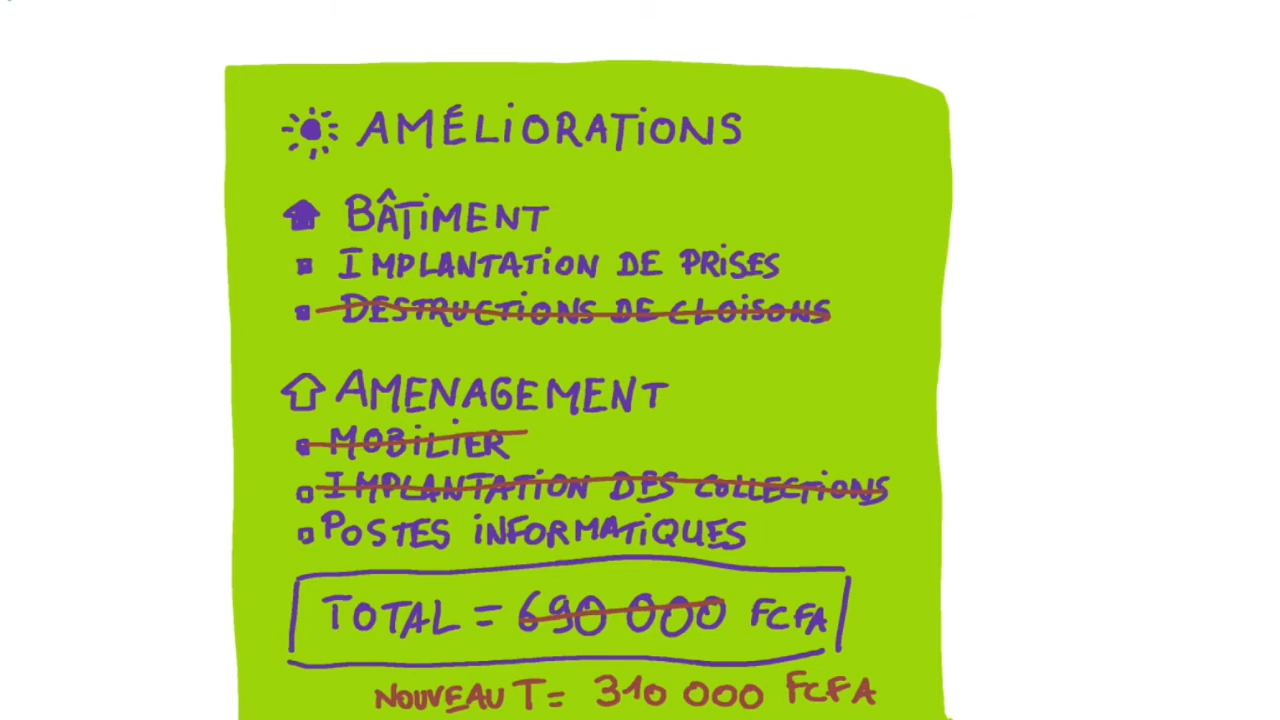 AMÉLIORATIONS
BÂTIMENT
IMPLANTATION DE PRISES
DESTRUCTIONS DE CLOISONS
AMENAGEMENT
MOBILIER
IMPLANTATION DES COLLECTIONS
POSTES INFORMATIQUES
TOTAL = 690 000 FCFA
NOUVEAU T= 310 000 FCFA